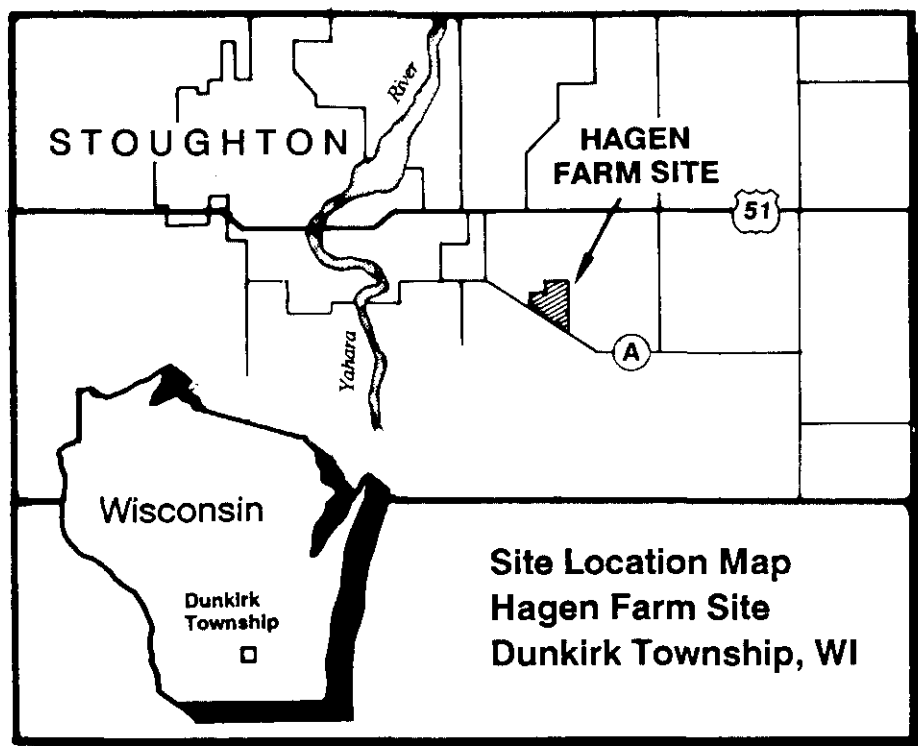 River
STOUGHTON
HAGEN
FARM SITE
51
Yahara
A
Wisconsin
Dunkirk
Township
Site Location Map
Hagen Farm Site
Dunkirk Township, WI